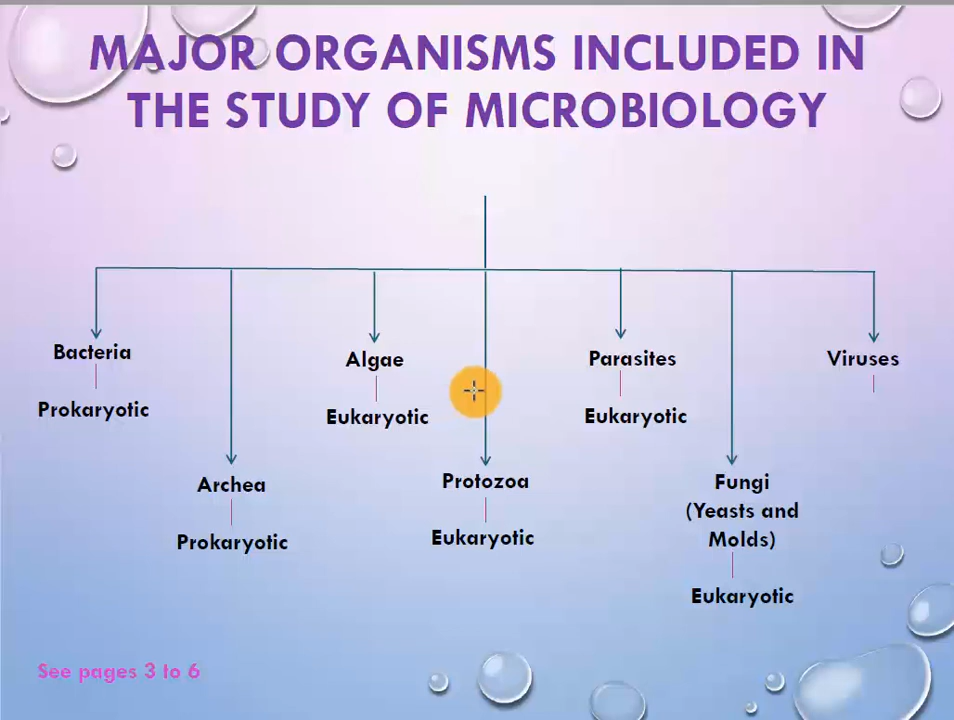 MAJOR ORGANISMS INCLUDED IN
THE STUDY OF MICROBIOLOGY
Bacteria
Prokaryotic
Archea
Prokaryotic
Algae
Eukaryotic
Protozoa
Eukaryotic
Parasites
Eukaryotic
Fungi
(Yeasts and
Molds)
Eukaryotic
Viruses
See pages 3 to 6